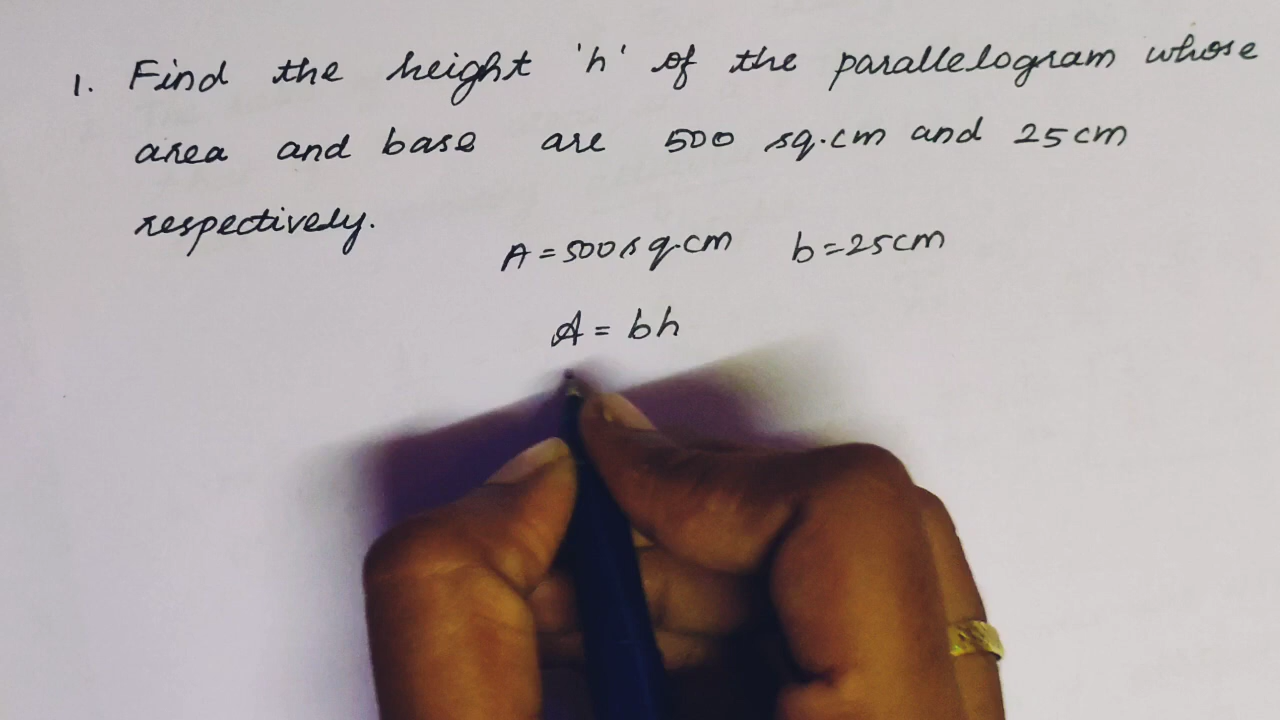 1. Find the height 'h' of the parallelogram whose
area and base are 500 sq.cm and 25cm
respectively.
A = 500 sq.cm b=25cm
A = bh